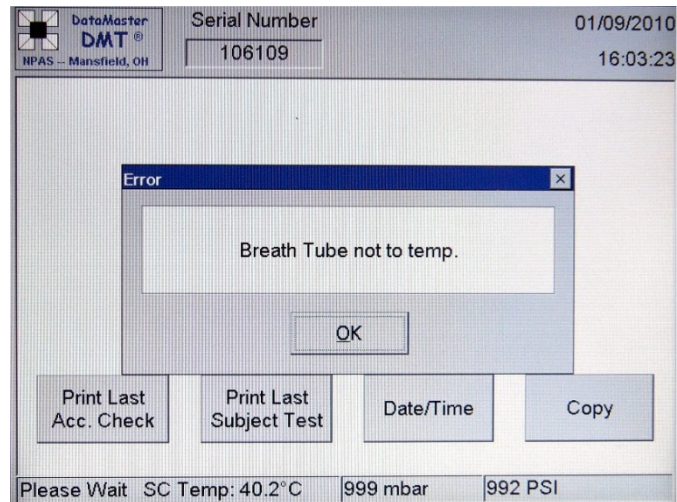 DataMaster
DMT ®
NPAS -- Mansfield, OH
Serial Number
106109
01/09/2010
16:03:23
Error
Breath Tube not to temp.
OK
Print Last
Acc. Check
Print Last
Subject Test
Date/Time
Copy
Please Wait SC Temp: 40.2°C 999 mbar 992 PSI